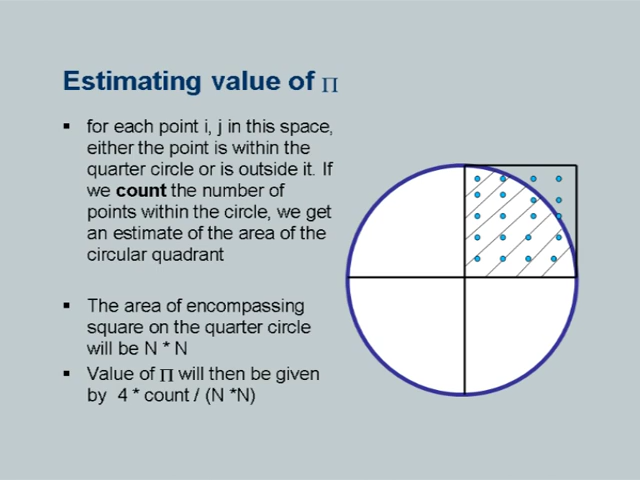 Estimating value of Π
▪ for each point i, j in this space,
either the point is within the
quarter circle or is outside it. If
we count the number of
points within the circle, we get
an estimate of the area of the
circular quadrant
▪ The area of encompassing
square on the quarter circle
will be N * N
▪ Value of Π will then be given
by 4 * count / (N *N)